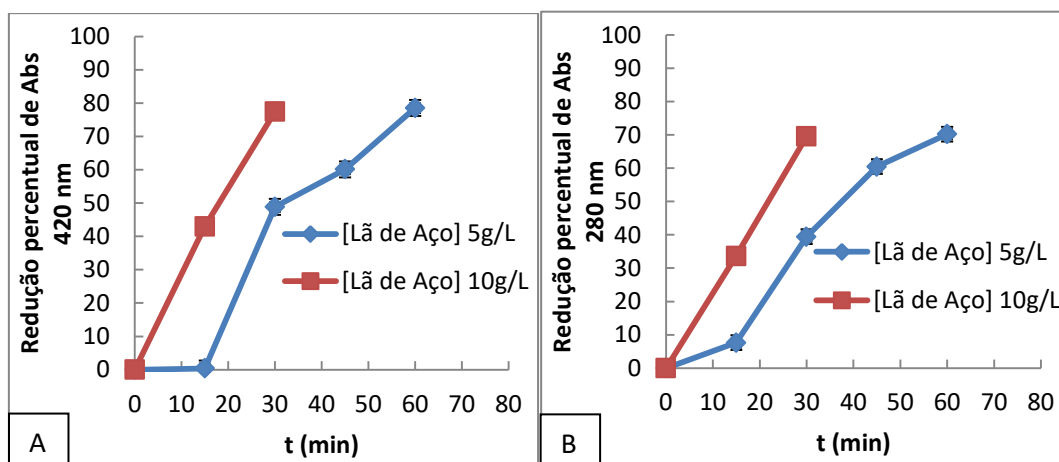 Redução percentual de Abs
420 nm
100
90
80
70
60
50
40
30
20
10
0
[Lã de Aço] 5g/L
[Lã de Aço] 10g/L
0 10 20 30 40 50 60 70 80
t (min)
A
Redução percentual de Abs
280 nm
100
90
80
70
60
50
40
30
20
10
0
[Lã de Aço] 5g/L
[Lã de Aço] 10g/L
0 10 20 30 40 50 60 70 80
t (min)
B